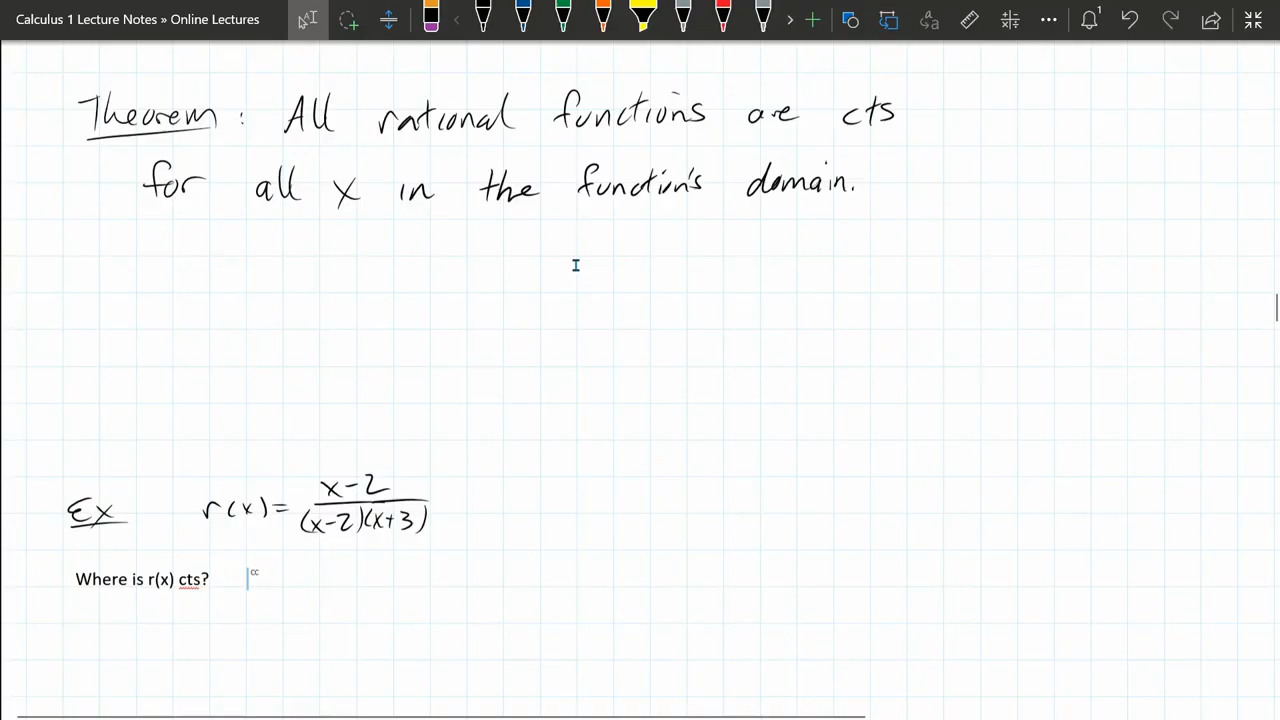 Calculus 1 Lecture Notes » Online Lectures
Theorem: All rational functions are cts
for all x in the function's domain.
Ex r(x) = x-2 / (x-2)(x+3)
Where is r(x) cts?